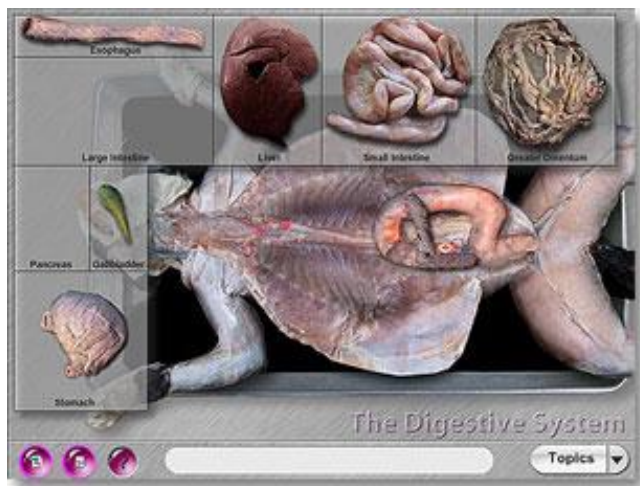 Esophagus
Large Intestine
Liver
Small Intestine
Greater Omentum
Pancreas
Gallbladder
Stomach
The Digestive System
Topics